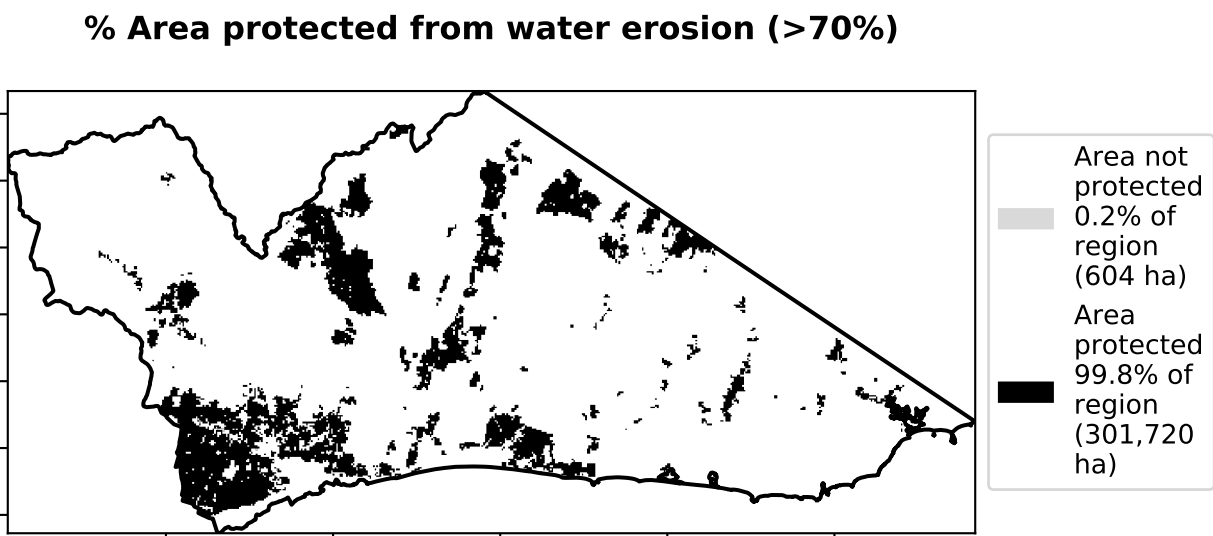 % Area protected from water erosion (>70%)
Area not
protected
0.2% of
region
(604 ha)
Area
protected
99.8% of
region
(301,720
ha)